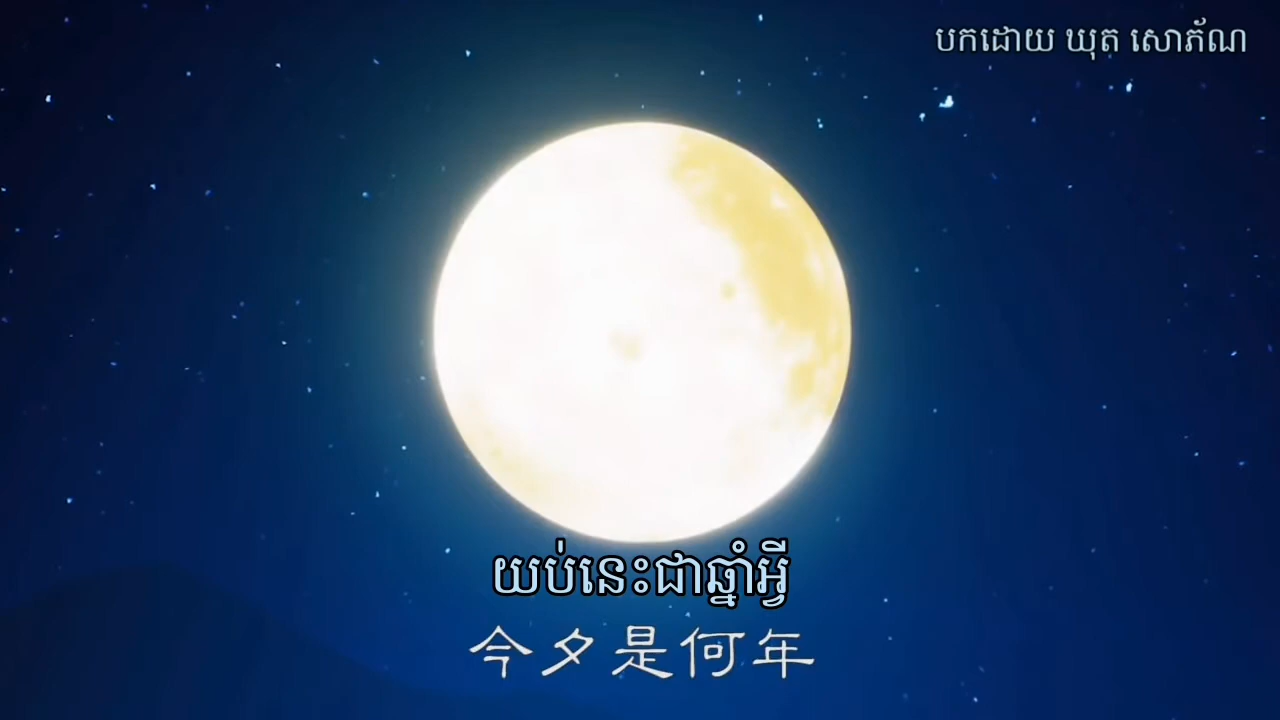 បកដោយ ឃុត សោភ័ណ
យប់នេះជាឆ្នាំអ្វី
今夕是何年